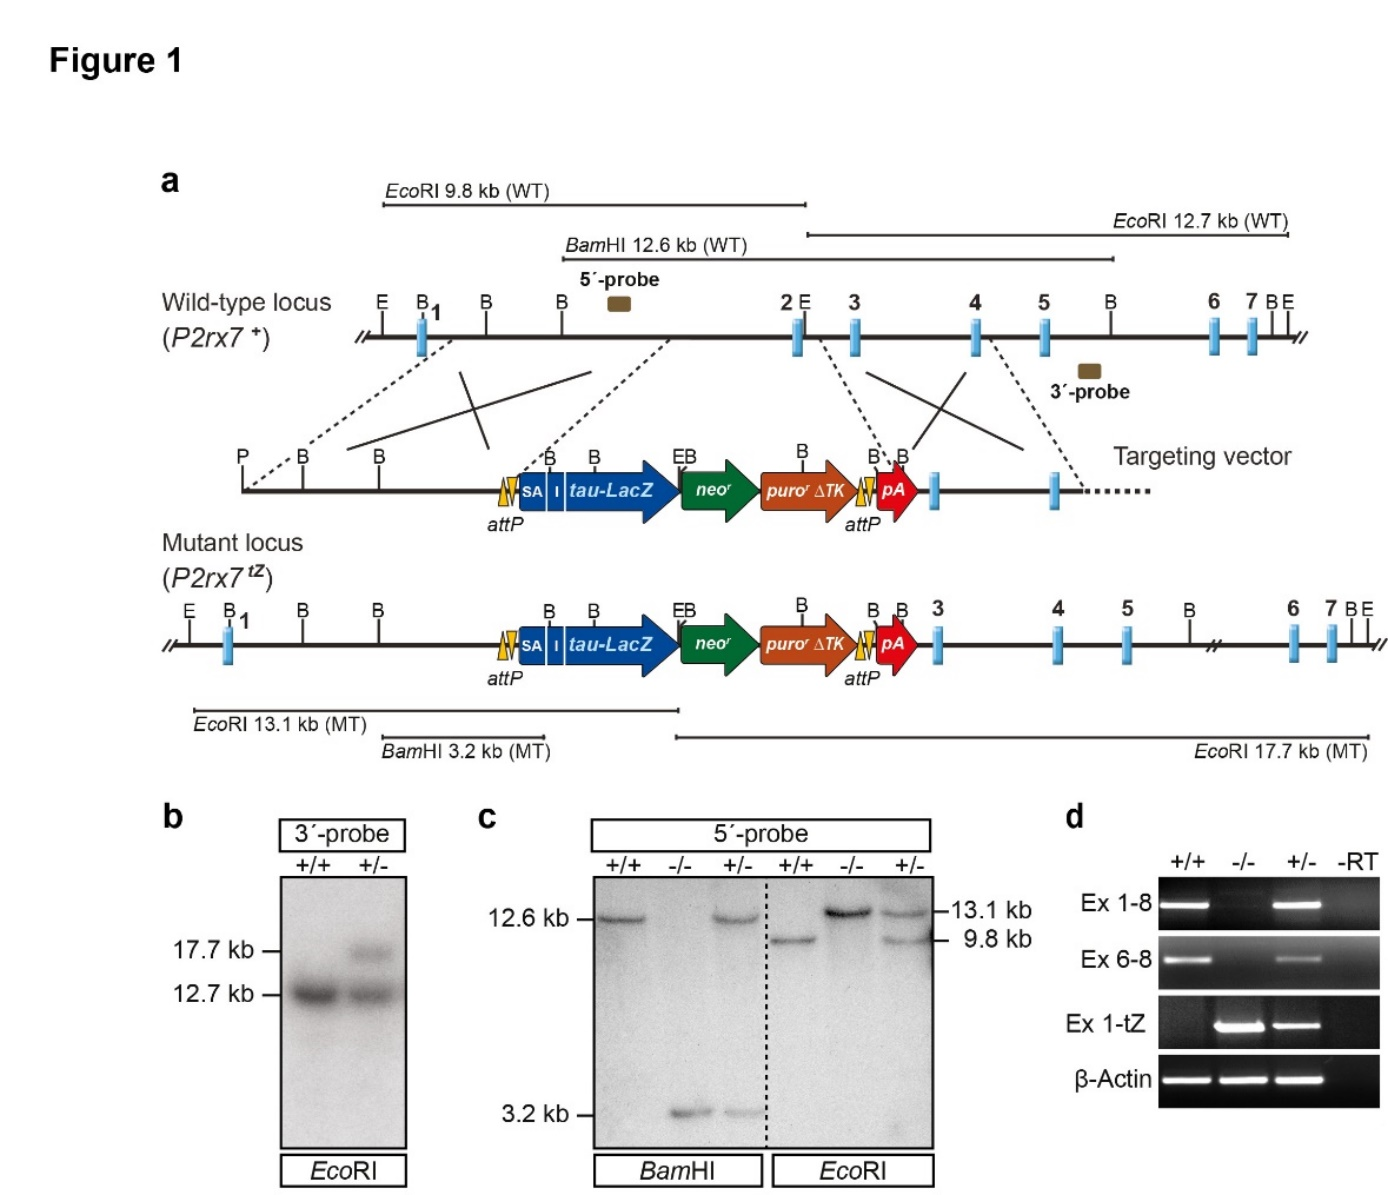 Figure 1
a
EcoRI 9.8 kb (WT)
EcoRI 12.7 kb (WT)
BamHI 12.6 kb (WT)
5´-probe
Wild-type locus
(P2rx7 +)
E B 1 B B 2 E 3 4 5 B 6 7 B E
3´-probe
P B B B B EB B B B
Targeting vector
SA I tau-LacZ neoʳ puroʳ ΔTK pA
attP attP
Mutant locus
(P2rx7 tZ)
E B 1 B B B B EB B B B 3 4 5 B 6 7 B E
SA I tau-LacZ neoʳ puroʳ ΔTK pA
attP attP
EcoRI 13.1 kb (MT)
BamHI 3.2 kb (MT)
EcoRI 17.7 kb (MT)
b
3´-probe
+/+ +/-
17.7 kb
12.7 kb
EcoRI
c
5´-probe
+/+ -/- +/- +/+ -/- +/-
12.6 kb
13.1 kb
9.8 kb
3.2 kb
BamHI EcoRI
d
+/+ -/- +/- -RT
Ex 1-8
Ex 6-8
Ex 1-tZ
β-Actin